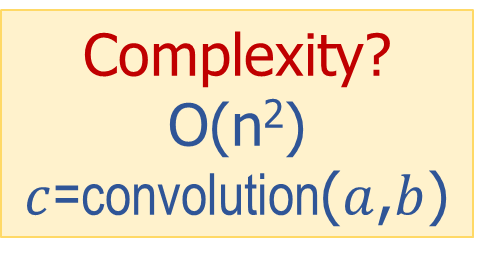 Complexity?
O(n²)
c=convolution(a,b)